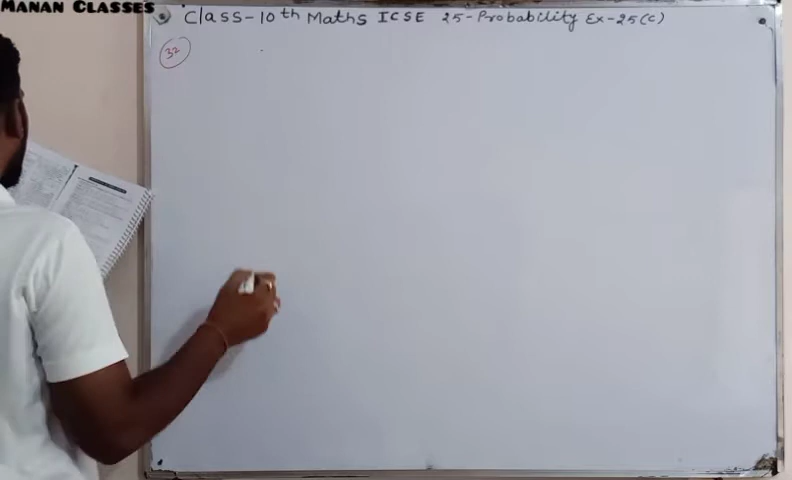 MANAN CLASSES
Class-10th Maths ICSE 25-Probability Ex-25(c)
32